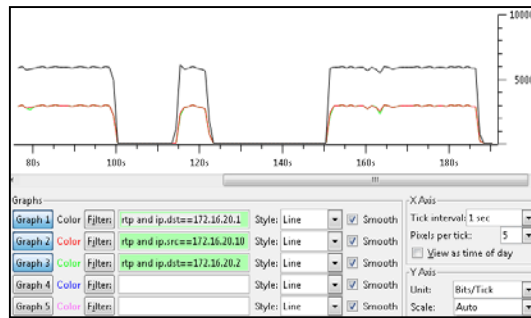 10000
5000
0
80s 100s 120s 140s 160s 180s
Graphs
Graph 1 Color Filter: rtp and ip.dst==172.16.20.1 Style: Line Smooth
Graph 2 Color Filter: rtp and ip.src==172.16.20.10 Style: Line Smooth
Graph 3 Color Filter: rtp and ip.dst==172.16.20.2 Style: Line Smooth
Graph 4 Color Filter: Style: Line Smooth
Graph 5 Color Filter: Style: Line Smooth
X Axis
Tick interval: 1 sec
Pixels per tick: 5
View as time of day
Y Axis
Unit: Bits/Tick
Scale: Auto